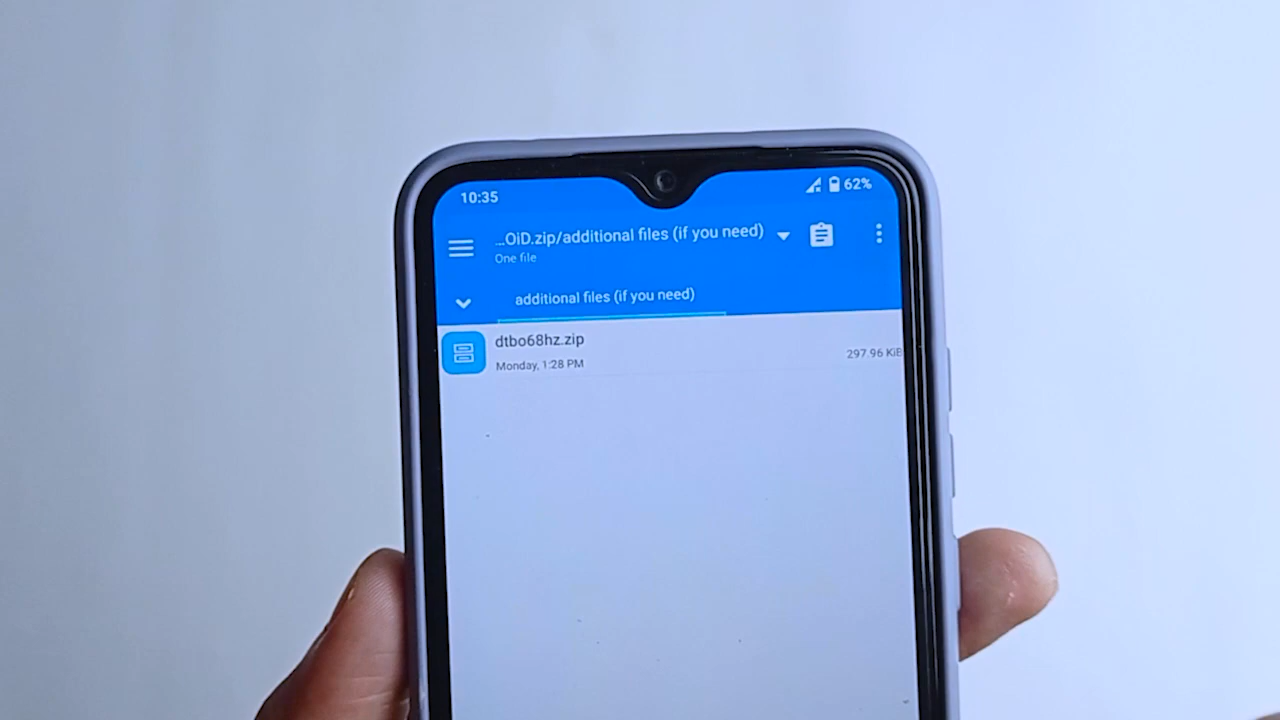 10:35
62%
...OiD.zip/additional files (if you need)
One file
additional files (if you need)
dtbo68hz.zip
Monday, 1:28 PM
297.96 KiB